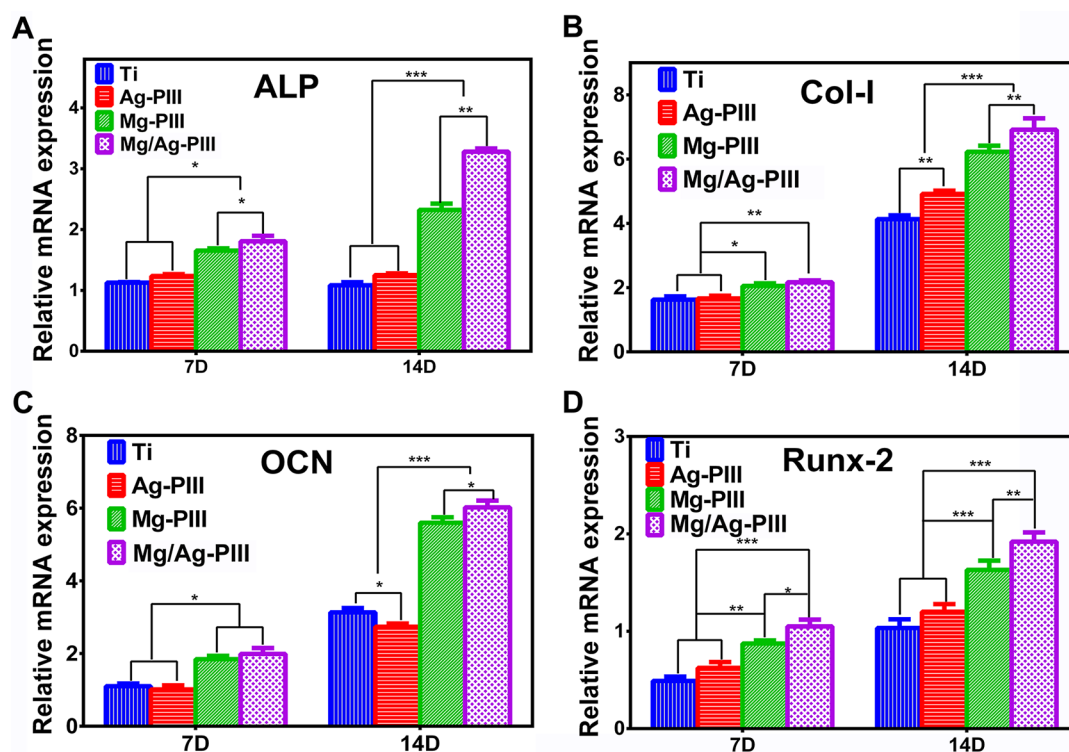 A
Relative mRNA expression
ALP
Ti
Ag-PIII
Mg-PIII
Mg/Ag-PIII
4
3
2
1
0
*
*
***
**
7D
14D
B
Relative mRNA expression
Col-I
Ti
Ag-PIII
Mg-PIII
Mg/Ag-PIII
8
6
4
2
0
**
*
***
**
**
7D
14D
C
Relative mRNA expression
OCN
Ti
Ag-PIII
Mg-PIII
Mg/Ag-PIII
8
6
4
2
0
*
***
*
*
7D
14D
D
Relative mRNA expression
Runx-2
Ti
Ag-PIII
Mg-PIII
Mg/Ag-PIII
3
2
1
0
***
**
*
***
***
**
7D
14D